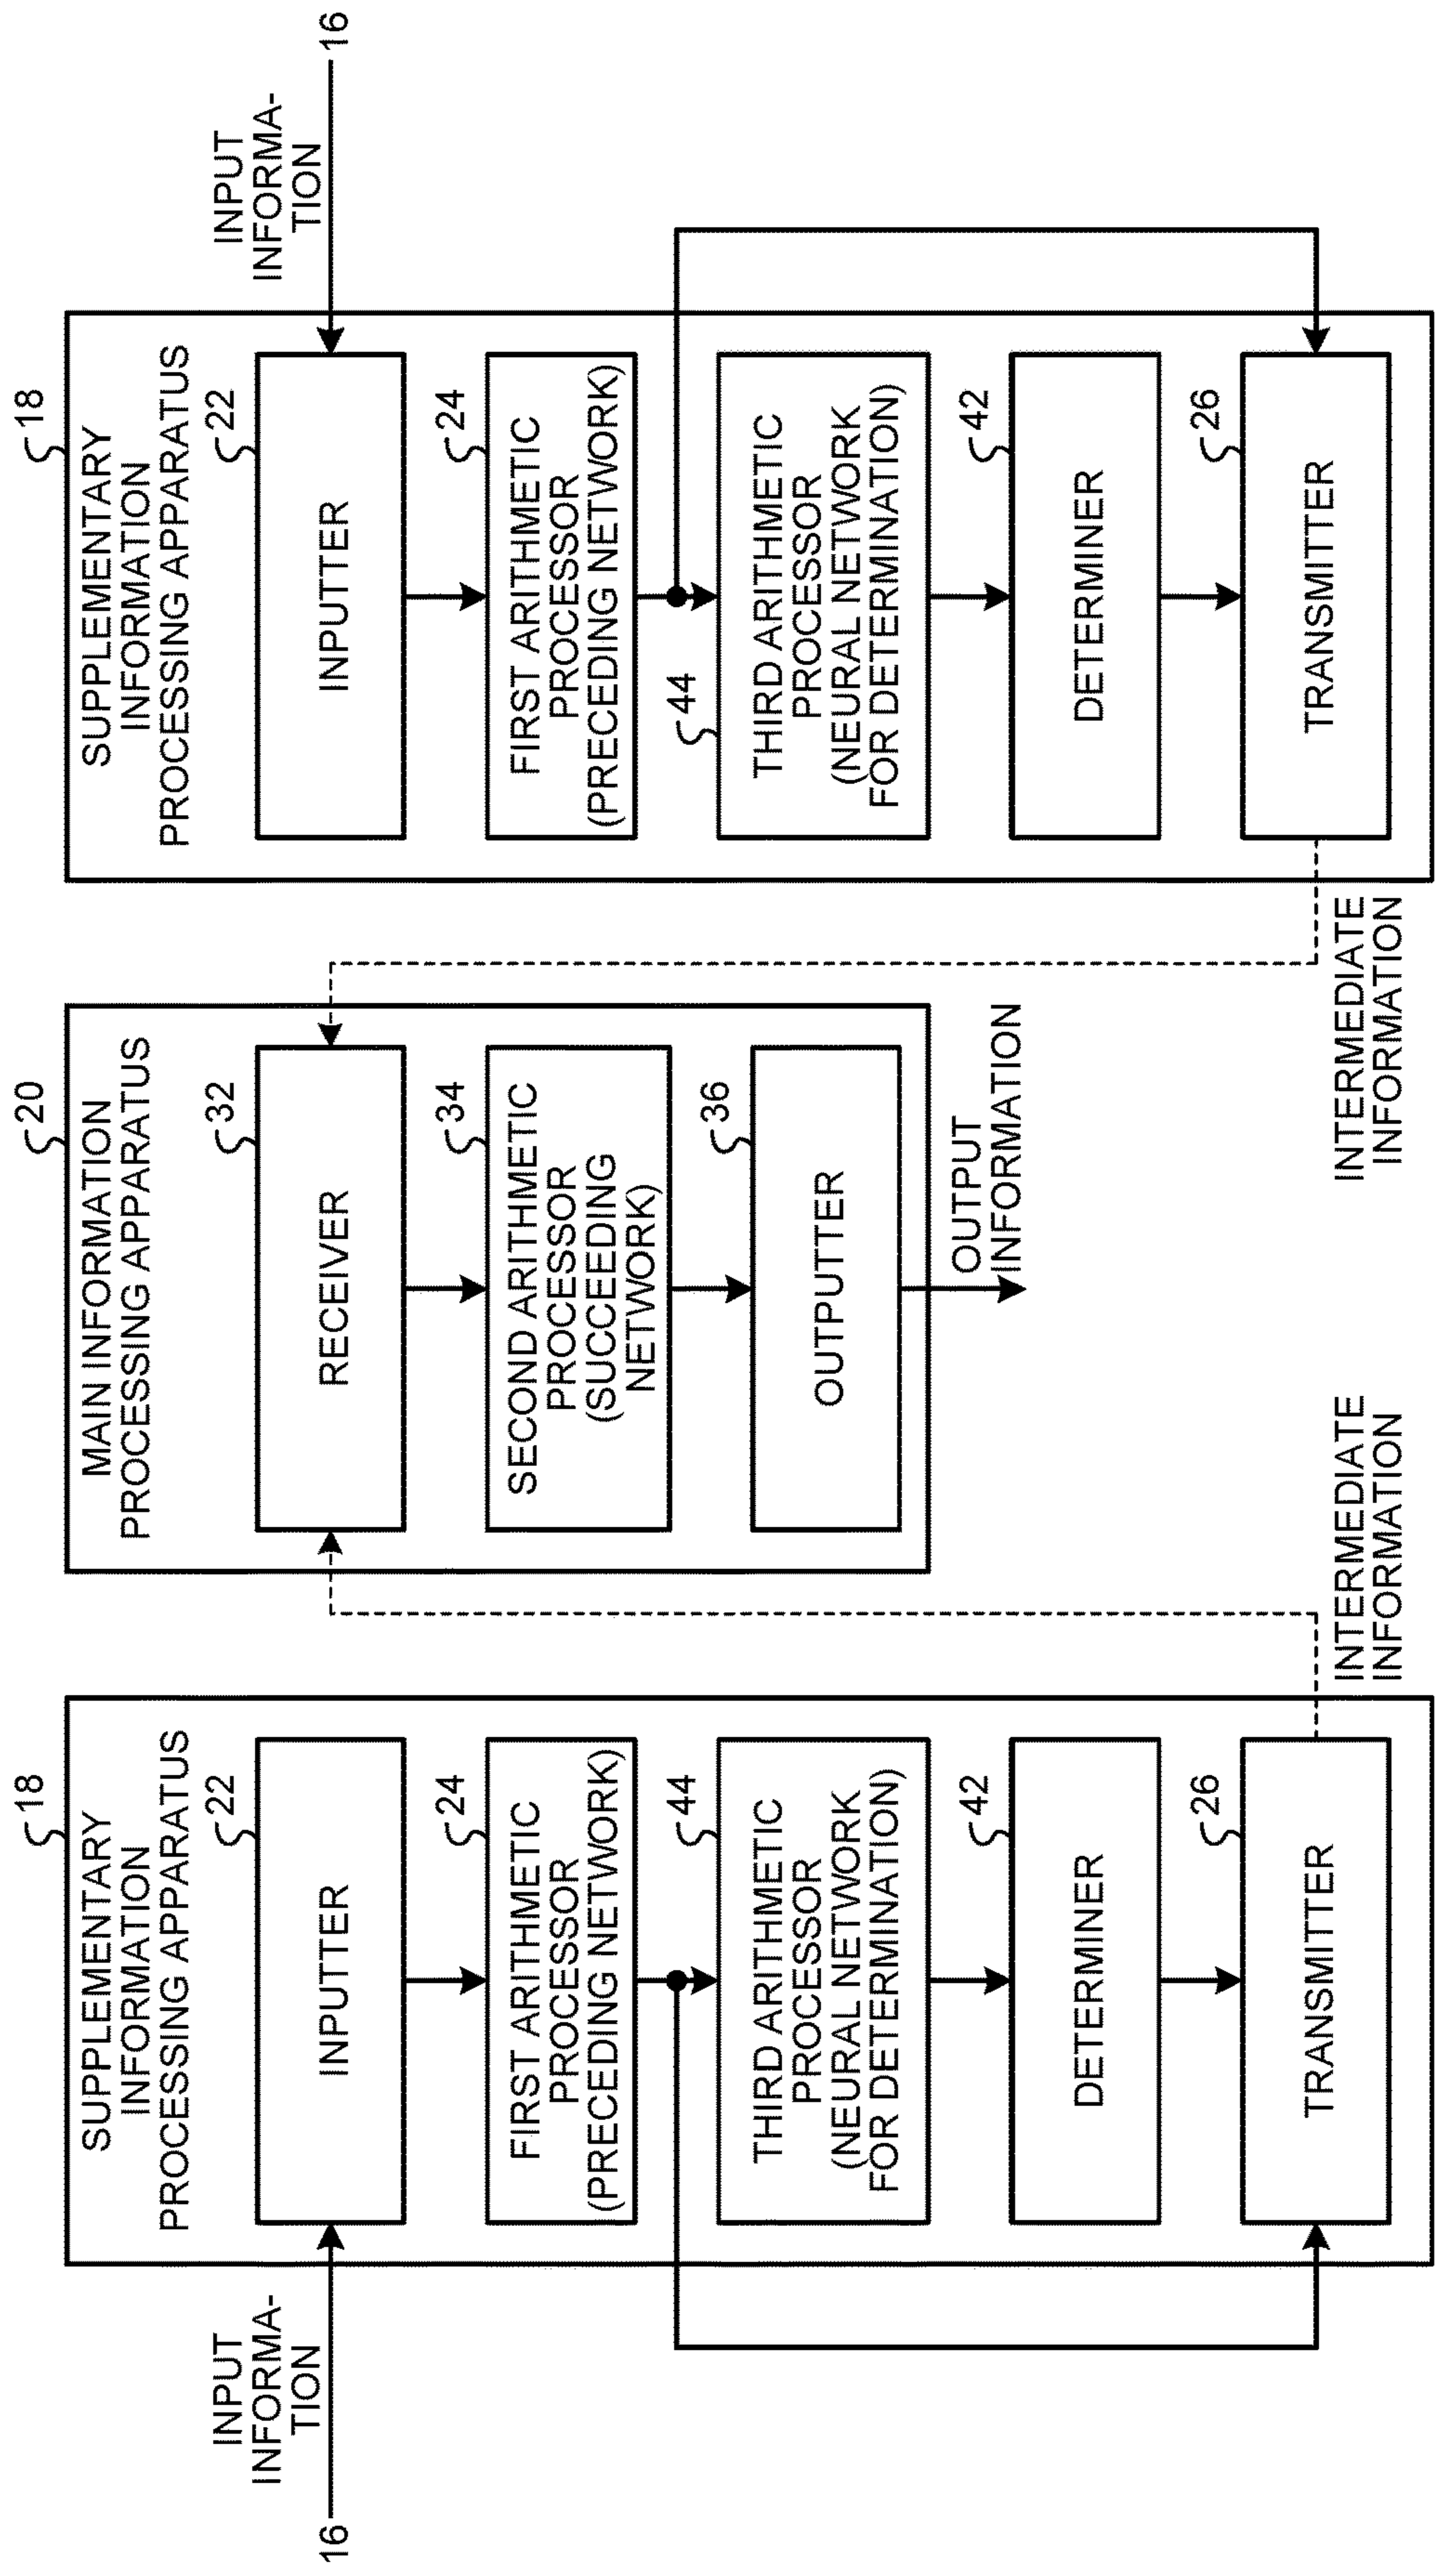 18
SUPPLEMENTARY
INFORMATION
PROCESSING APPARATUS
INPUT
INFORMA-
TION
16
22
INPUTTER
24
FIRST ARITHMETIC
PROCESSOR
(PRECEDING NETWORK)
44
THIRD ARITHMETIC
PROCESSOR
(NEURAL NETWORK
FOR DETERMINATION)
42
DETERMINER
26
TRANSMITTER
INTERMEDIATE
INFORMATION
20
MAIN INFORMATION
PROCESSING APPARATUS
32
RECEIVER
34
SECOND ARITHMETIC
PROCESSOR
(SUCCEEDING
NETWORK)
36
OUTPUTTER
OUTPUT
INFORMATION
18
SUPPLEMENTARY
INFORMATION
PROCESSING APPARATUS
INPUT
INFORMA-
TION
16
22
INPUTTER
24
FIRST ARITHMETIC
PROCESSOR
(PRECEDING NETWORK)
44
THIRD ARITHMETIC
PROCESSOR
(NEURAL NETWORK
FOR DETERMINATION)
42
DETERMINER
26
TRANSMITTER
INTERMEDIATE
INFORMATION